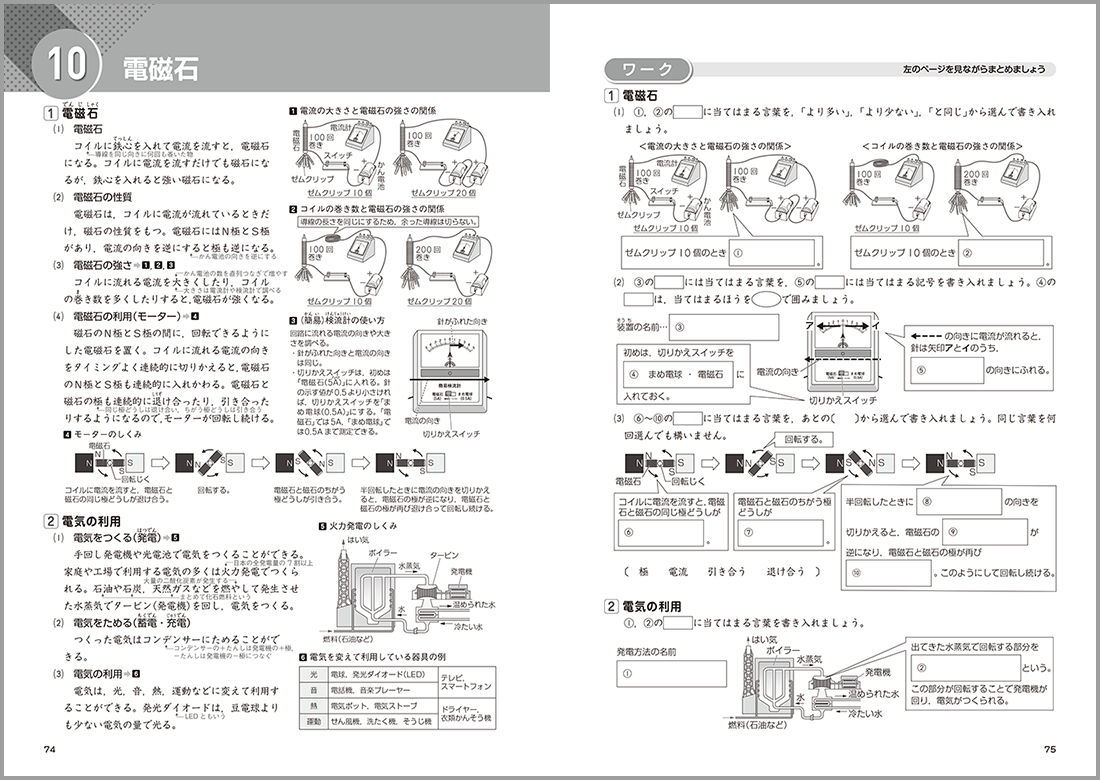 10 電磁石
1 電磁石
(1) 電磁石
コイルに鉄心を入れて電流を流すと，電磁石
導線を同じ向きに何回も巻いた物
になる。コイルに電流を流すだけでも磁石にな
るが，鉄心を入れると強い磁石になる。
(2) 電磁石の性質
電磁石は，コイルに電流が流れているときだ
け，磁石の性質をもつ。電磁石にはN極とS極
があり，電流の向きを逆にすると極も逆になる。
かん電池の向きを逆にする
(3) 電磁石の強さ➡1，2，3
かん電池の数を直列つなぎで増やす
コイルに流れる電流を大きくしたり，コイル
大きさは電流計や検流計で調べる
の巻き数を多くしたりすると，電磁石が強くなる。
(4) 電磁石の利用(モーター)➡4
磁石のN極とS極の間に，回転できるように
した電磁石を置く。コイルに流れる電流の向き
をタイミングよく連続的に切りかえると，電磁石
のN極とS極も連続的に入れかわる。電磁石と
磁石の極も連続的に退け合ったり，引き合った
同じ極どうしは退け合い，ちがう極どうしは引き合う
りするようになるので，モーターが回転し続ける。
1 電流の大きさと電磁石の強さの関係
電流計
電磁石
100回巻き
スイッチ
かん電池
ゼムクリップ
ゼムクリップ10個
100回巻き
ゼムクリップ20個
2 コイルの巻き数と電磁石の強さの関係
導線の長さを同じにするため，余った導線は切らない。
100回巻き
200回巻き
ゼムクリップ10個
ゼムクリップ20個
3 (簡易)検流計の使い方
回路に流れる電流の向きや大き
さを調べる。
・針がふれた向きと電流の向き
は同じ。
・切りかえスイッチは，初めは
「電磁石(5A)」に入れる。針
の示す値が0.5より小さけれ
ば，切りかえスイッチを「ま
め電球(0.5A)」にする。「電
磁石」では5A，「まめ電球」で
は0.5Aまで測定できる。
針がふれた向き
簡易検流計
電磁石(5A)
まめ電球(0.5A)
電流の向き
切りかえスイッチ
4 モーターのしくみ
電磁石
N N S S
回転じく
N N S S
N S N S
N N S S
コイルに電流を流すと，電磁石と
磁石の同じ極どうしが退け合う。
回転する。
電磁石と磁石のちがう
極どうしが引き合う。
半回転したときに電流の向きを切りかえ
ると，電磁石の極が逆になり，電磁石と
磁石の極が再び退け合って回転し続ける。
2 電気の利用
(1) 電気をつくる(発電)➡5
手回し発電機や光電池で電気をつくることができる。
日本の全発電量の7割以上
家庭や工場で利用する電気の多くは火力発電でつくら
大量の二酸化炭素が発生する
れる。石油や石炭，天然ガスなどを燃やして発生させ
まとめて化石燃料という
た水蒸気でタービン(発電機)を回し，電気をつくる。
(2) 電気をためる(蓄電・充電)
つくった電気はコンデンサーにためることがで
コンデンサーの＋たんしは発電機の＋極，
きる。
－たんしは発電機の－極につなぐ
(3) 電気の利用➡6
電気は，光，音，熱，運動などに変えて利用す
ることができる。発光ダイオードは，豆電球より
LEDともいう
も少ない電気の量で光る。
5 火力発電のしくみ
はい気
ボイラー
水蒸気
タービン
発電機
水
温められた水
冷たい水
燃料(石油など)
6 電気を変えて利用している器具の例
光 電球，発光ダイオード(LED)
音 電話機，音楽プレーヤー
テレビ，
スマートフォン
熱 電気ポット，電気ストーブ
運動 せん風機，洗たく機，そうじ機
ドライヤー，
衣類かんそう機
74
ワーク
左のページを見ながらまとめましょう
1 電磁石
(1) ①，②の に当てはまる言葉を，「より多い」，「より少ない」，「と同じ」から選んで書き入れ
ましょう。
＜電流の大きさと電磁石の強さの関係＞
＜コイルの巻き数と電磁石の強さの関係＞
電磁石
100回巻き
スイッチ
かん電池
ゼムクリップ
ゼムクリップ10個
100回巻き
100回巻き
ゼムクリップ10個
200回巻き
ゼムクリップ10個のとき ① 。
ゼムクリップ10個のとき ② 。
(2) ③の には当てはまる言葉を，⑤の には当てはまる記号を書き入れましょう。④の
は，当てはまるほうを で囲みましょう。
装置の名前… ③
初めは，切りかえスイッチを
④ まめ電球 ・ 電磁石 に
入れておく。
ア イ
電流の向き
電磁石(5A)
まめ電球(0.5A)
切りかえスイッチ
の向きに電流が流れると，
針は矢印アとイのうち，
⑤ の向きにふれる。
(3) ⑥～⑩の に当てはまる言葉を，あとの( )から選んで書き入れましょう。同じ言葉を何
回選んでも構いません。
回転する。
N N S S
電磁石
回転じく
N N S S
N S N S
N N S S
コイルに電流を流すと，電磁
石と磁石の同じ極どうしが
⑥ 。
電磁石と磁石のちがう極
どうしが
⑦ 。
半回転したときに ⑧ の向きを
切りかえると，電磁石の ⑨ が
逆になり，電磁石と磁石の極が再び
⑩ 。このようにして回転し続ける。
( 極 電流 引き合う 退け合う )
2 電気の利用
①，②の に当てはまる言葉を書き入れましょう。
発電方法の名前
①
はい気
ボイラー
水蒸気
発電機
水
温められた水
冷たい水
燃料(石油など)
出てきた水蒸気で回転する部分を
② という。
この部分が回転することで発電機が
回り，電気がつくられる。
75